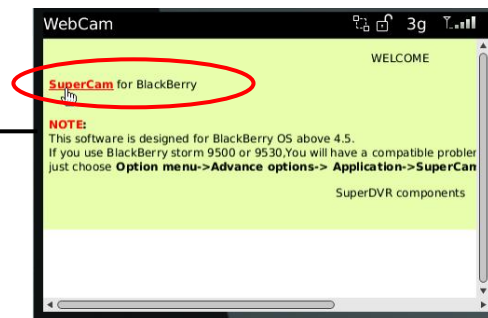 WebCam 3g
WELCOME
SuperCam for BlackBerry
NOTE:
This software is designed for BlackBerry OS above 4.5.
If you use BlackBerry storm 9500 or 9530,You will have a compatible
just choose Option menu->Advance options-> Application->
SuperDVR components